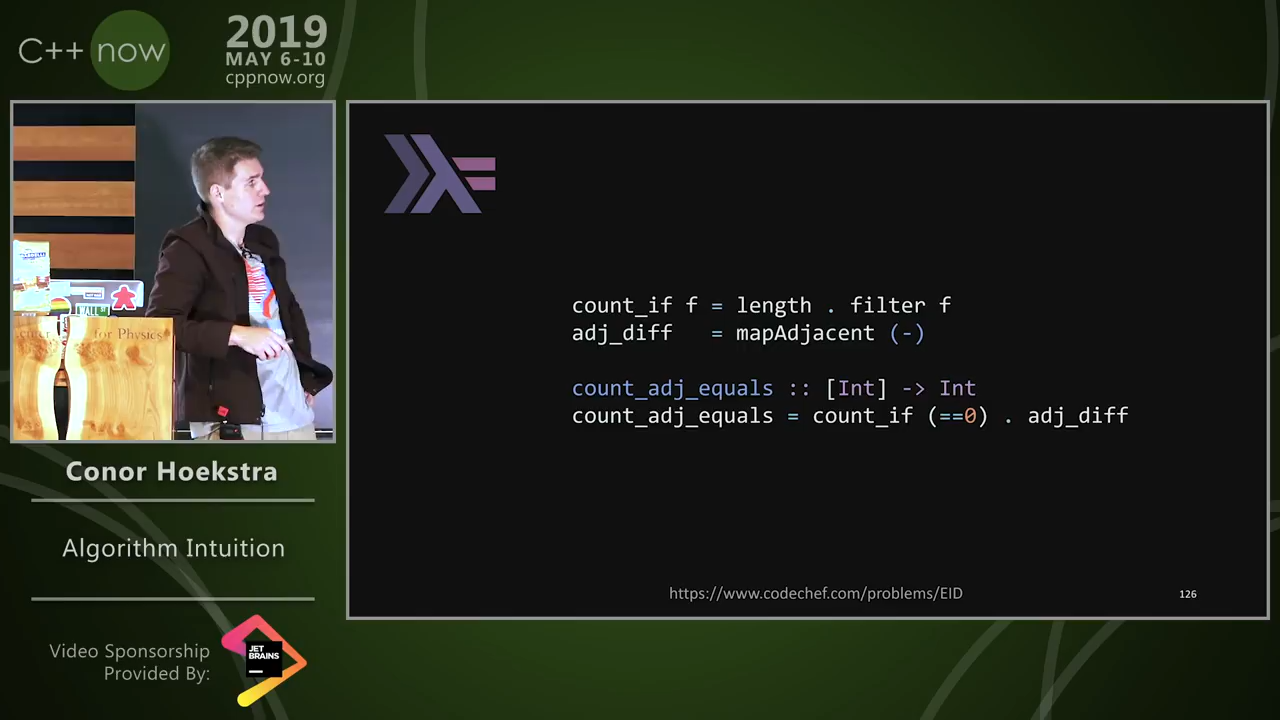 C++ now
2019
MAY 6-10
cppnow.org
for Physics
count_if f = length . filter f
adj_diff   = mapAdjacent (-)
count_adj_equals :: [Int] -> Int
count_adj_equals = count_if (==0) . adj_diff
https://www.codechef.com/problems/EID
126
Conor Hoekstra
Algorithm Intuition
Video Sponsorship
Provided By:
JET
BRAINS